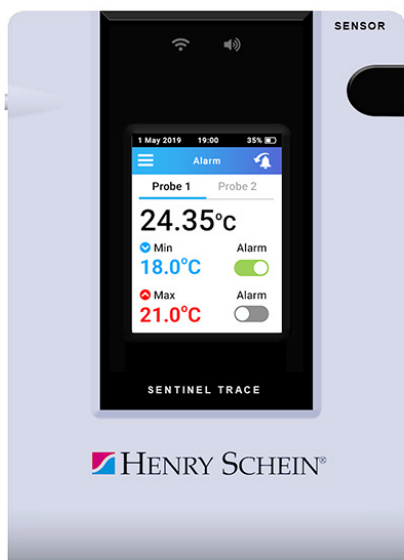 SENSOR
1 May 2019 19:00 35%
Alarm
Probe 1 Probe 2
24.35°C
Min Alarm
18.0°C
Max Alarm
21.0°C
SENTINEL TRACE
HENRY SCHEIN®